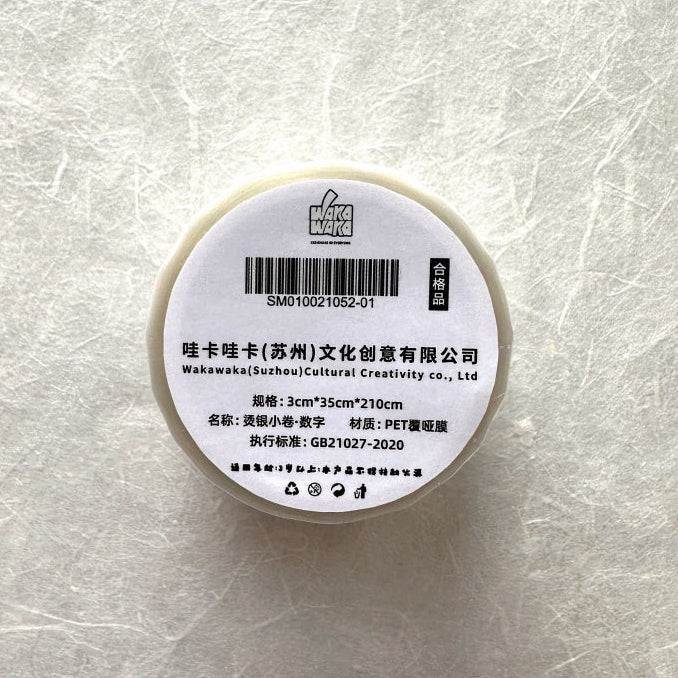 WAKA
WAKA
SM010021052-01
合格品
哇卡哇卡(苏州)文化创意有限公司
Wakawaka(Suzhou)Cultural Creativity co., Ltd
规格: 3cm*35cm*210cm
名称: 烫银小卷·数字 材质: PET覆哑膜
执行标准: GB21027-2020